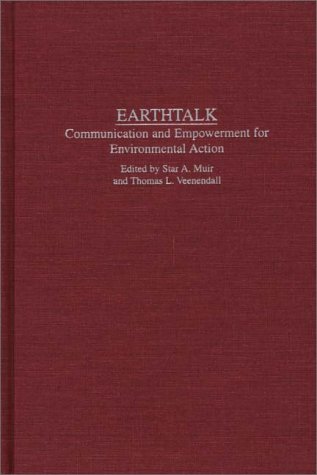 EARTHTALK
Communication and Empowerment for
Environmental Action
Edited by Star A. Muir
and Thomas L. Veenendall